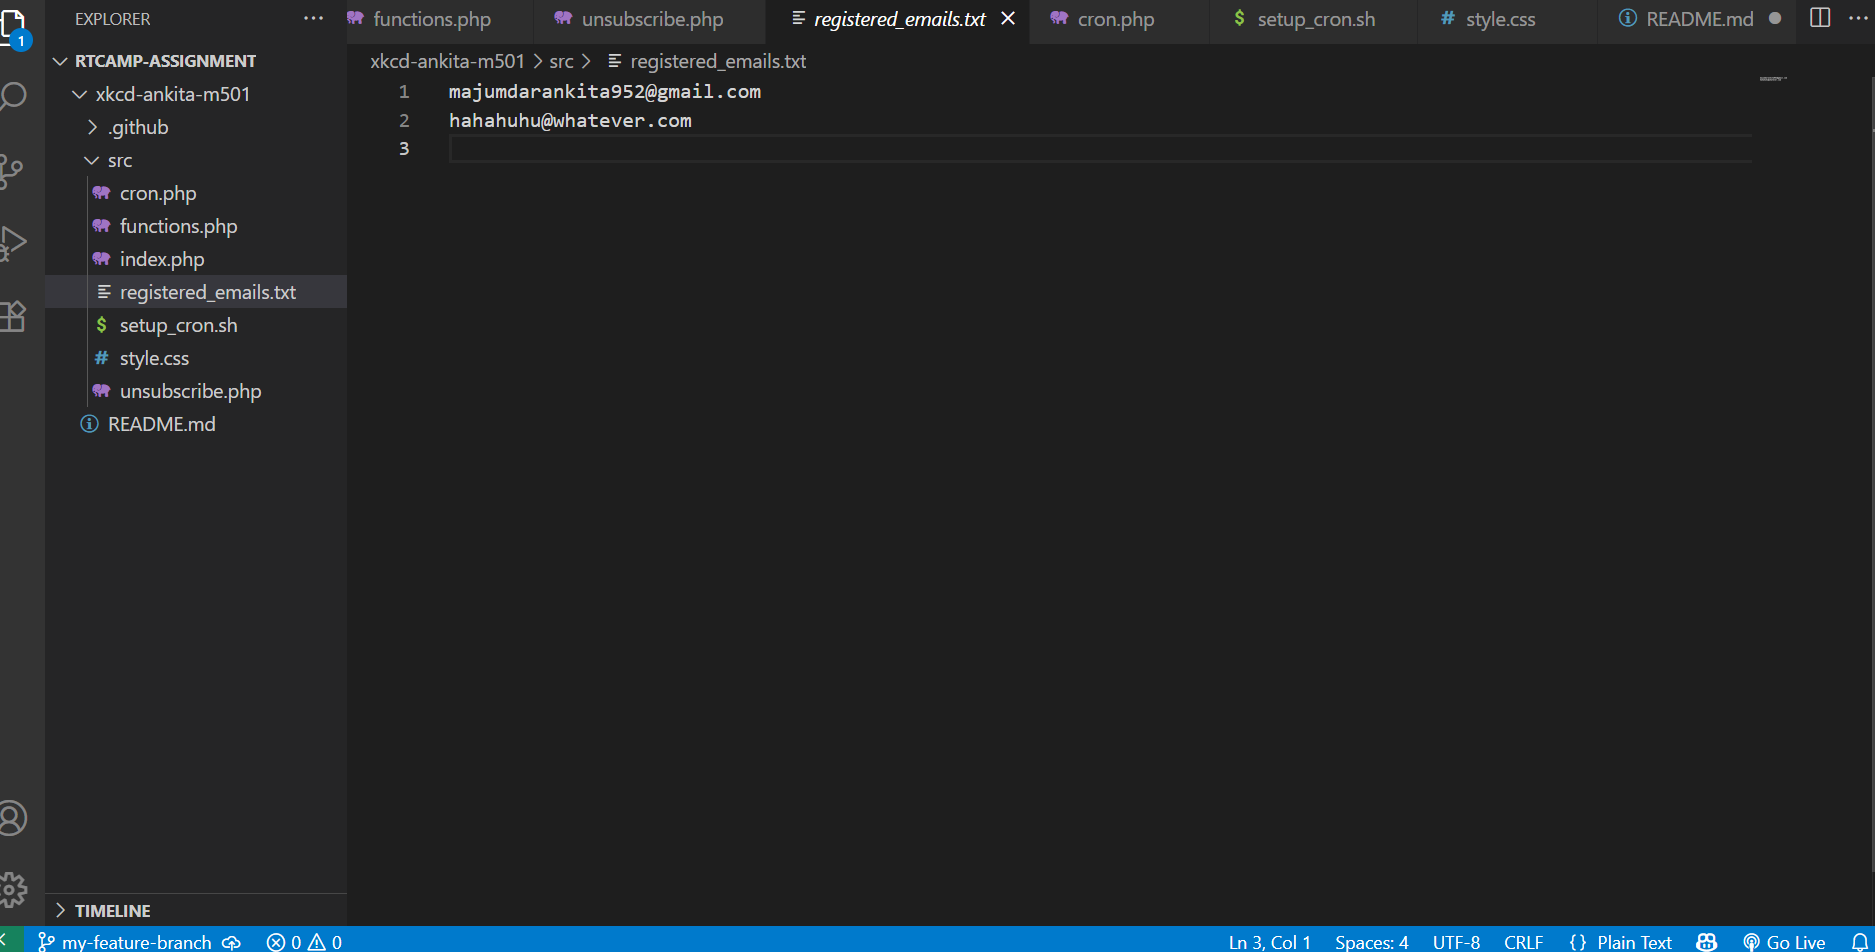 1
EXPLORER
RTCAMP-ASSIGNMENT
xkcd-ankita-m501
.github
src
cron.php
functions.php
index.php
registered_emails.txt
$ setup_cron.sh
# style.css
unsubscribe.php
README.md
TIMELINE
functions.php unsubscribe.php registered_emails.txt cron.php $ setup_cron.sh # style.css README.md
xkcd-ankita-m501 > src > registered_emails.txt
1 majumdarankita952@gmail.com
2 hahahuhu@whatever.com
3
my-feature-branch 0 0 Ln 3, Col 1 Spaces: 4 UTF-8 CRLF {} Plain Text Go Live